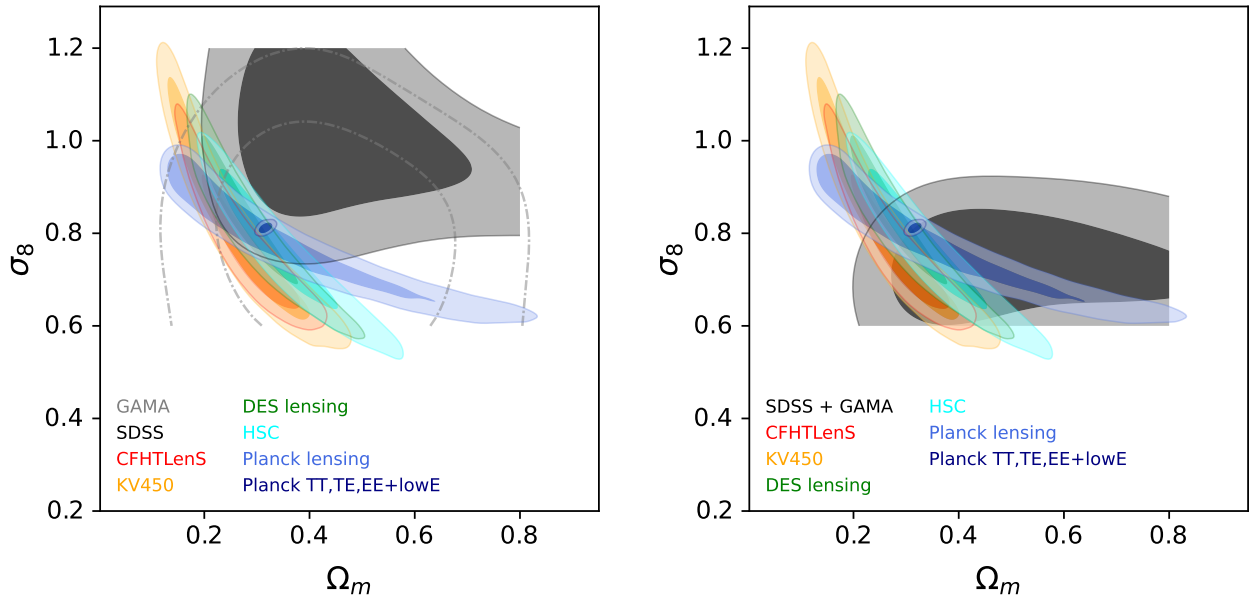 1.2
1.0
0.8
0.6
0.4
0.2
σ8
GAMA
SDSS
CFHTLenS
KV450
DES lensing
HSC
Planck lensing
Planck TT,TE,EE+lowE
0.2 0.4 0.6 0.8
Ωm
1.2
1.0
0.8
0.6
0.4
0.2
σ8
SDSS + GAMA
CFHTLenS
KV450
DES lensing
HSC
Planck lensing
Planck TT,TE,EE+lowE
0.2 0.4 0.6 0.8
Ωm